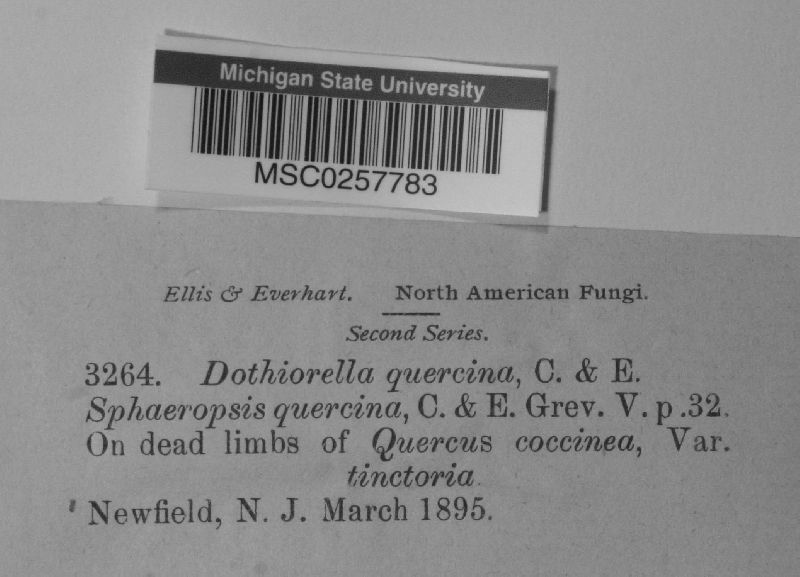 Michigan State University
MSC0257783
Ellis & Everhart. North American Fungi.
Second Series.
3264. Dothiorella quercina, C. & E.
Sphaeropsis quercina, C. & E. Grev. V. p .32.
On dead limbs of Quercus coccinea, Var.
tinctoria.
Newfield, N. J. March 1895.